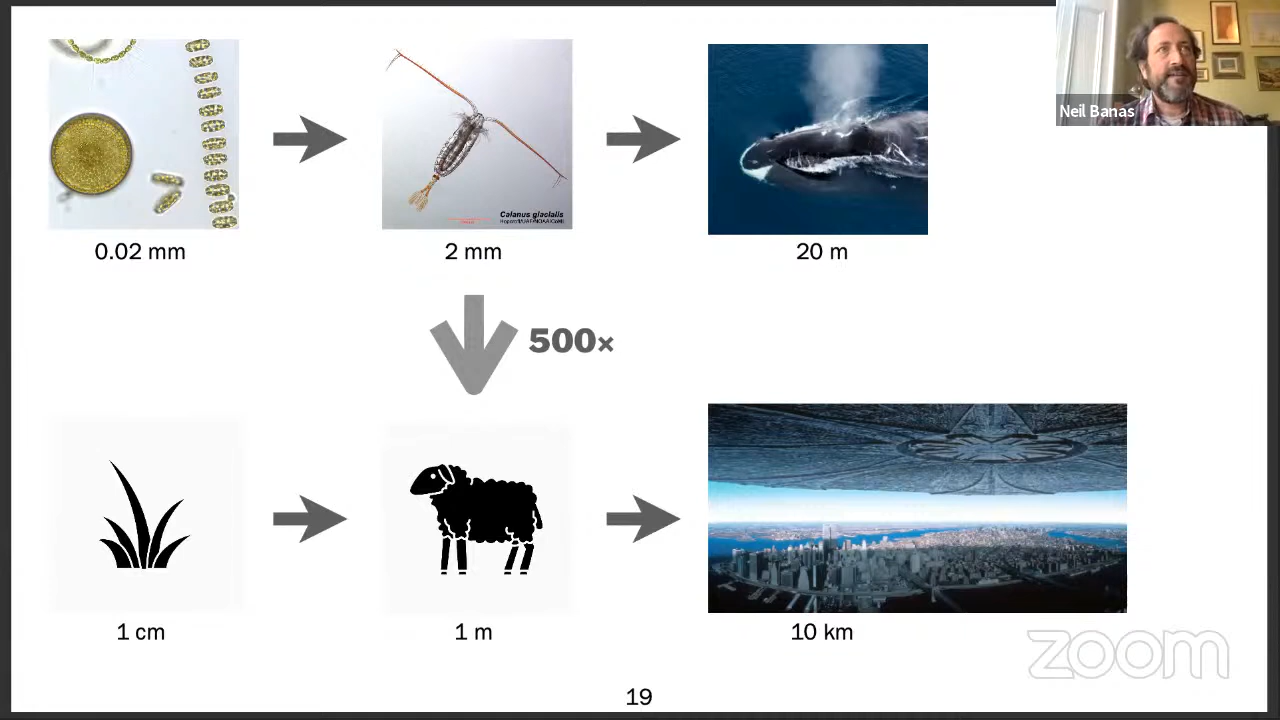 Neil Banas
Calanus glacialis
0.02 mm
2 mm
20 m
500×
1 cm
1 m
10 km
zoom
19